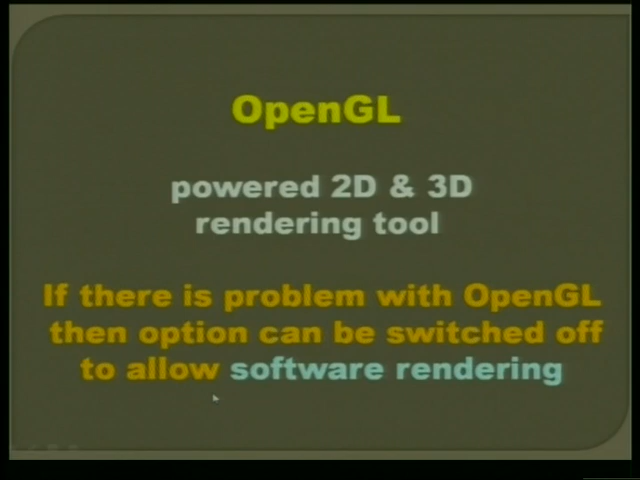 OpenGL
powered 2D & 3D
rendering tool
If there is problem with OpenGL
then option can be switched off
to allow software rendering